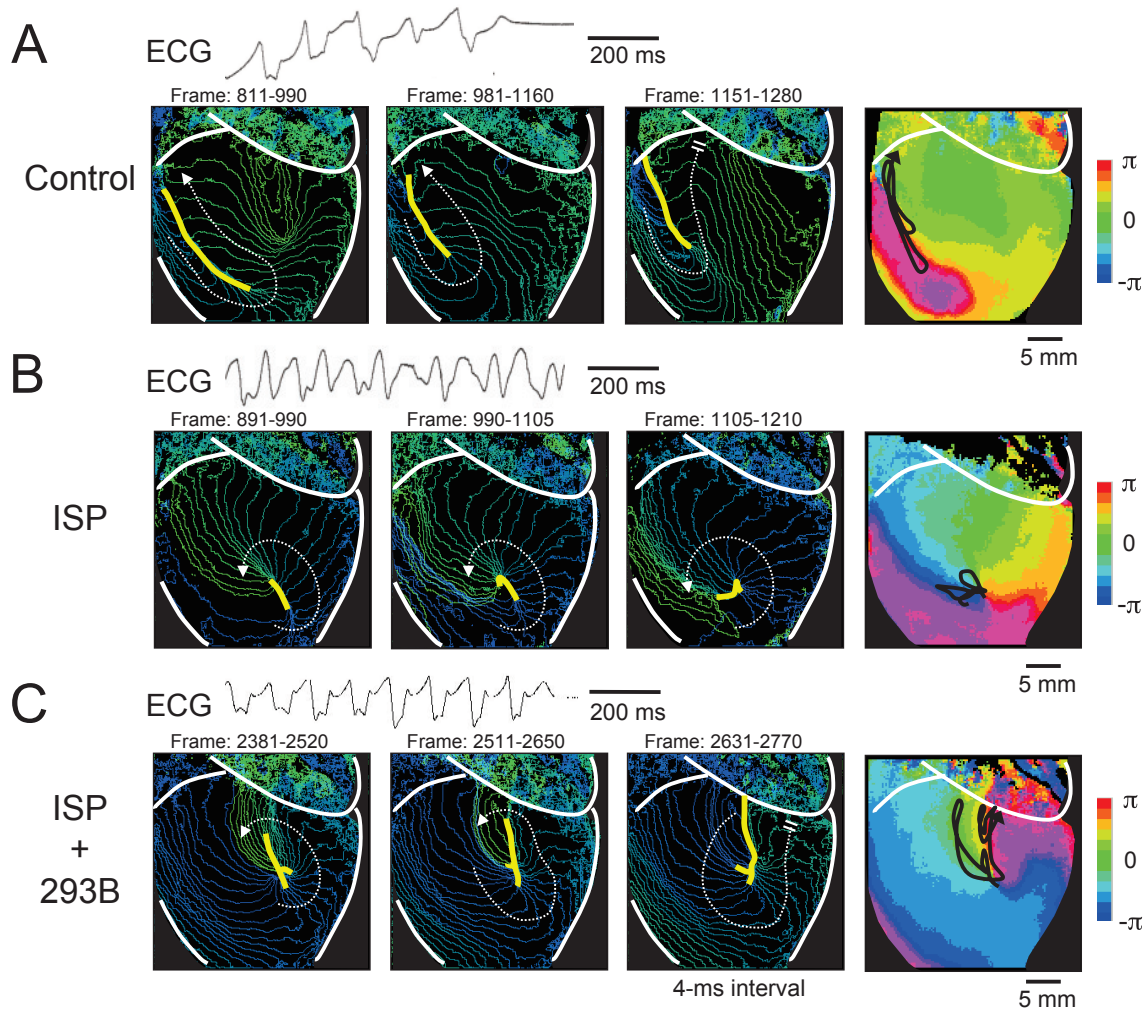 A
ECG
200 ms
Frame: 811-990
Frame: 981-1160
Frame: 1151-1280
Control
π
0
-π
5 mm
B
ECG
200 ms
Frame: 891-990
Frame: 990-1105
Frame: 1105-1210
ISP
π
0
-π
5 mm
C
ECG
200 ms
Frame: 2381-2520
Frame: 2511-2650
Frame: 2631-2770
ISP
+
293B
π
0
-π
4-ms interval
5 mm